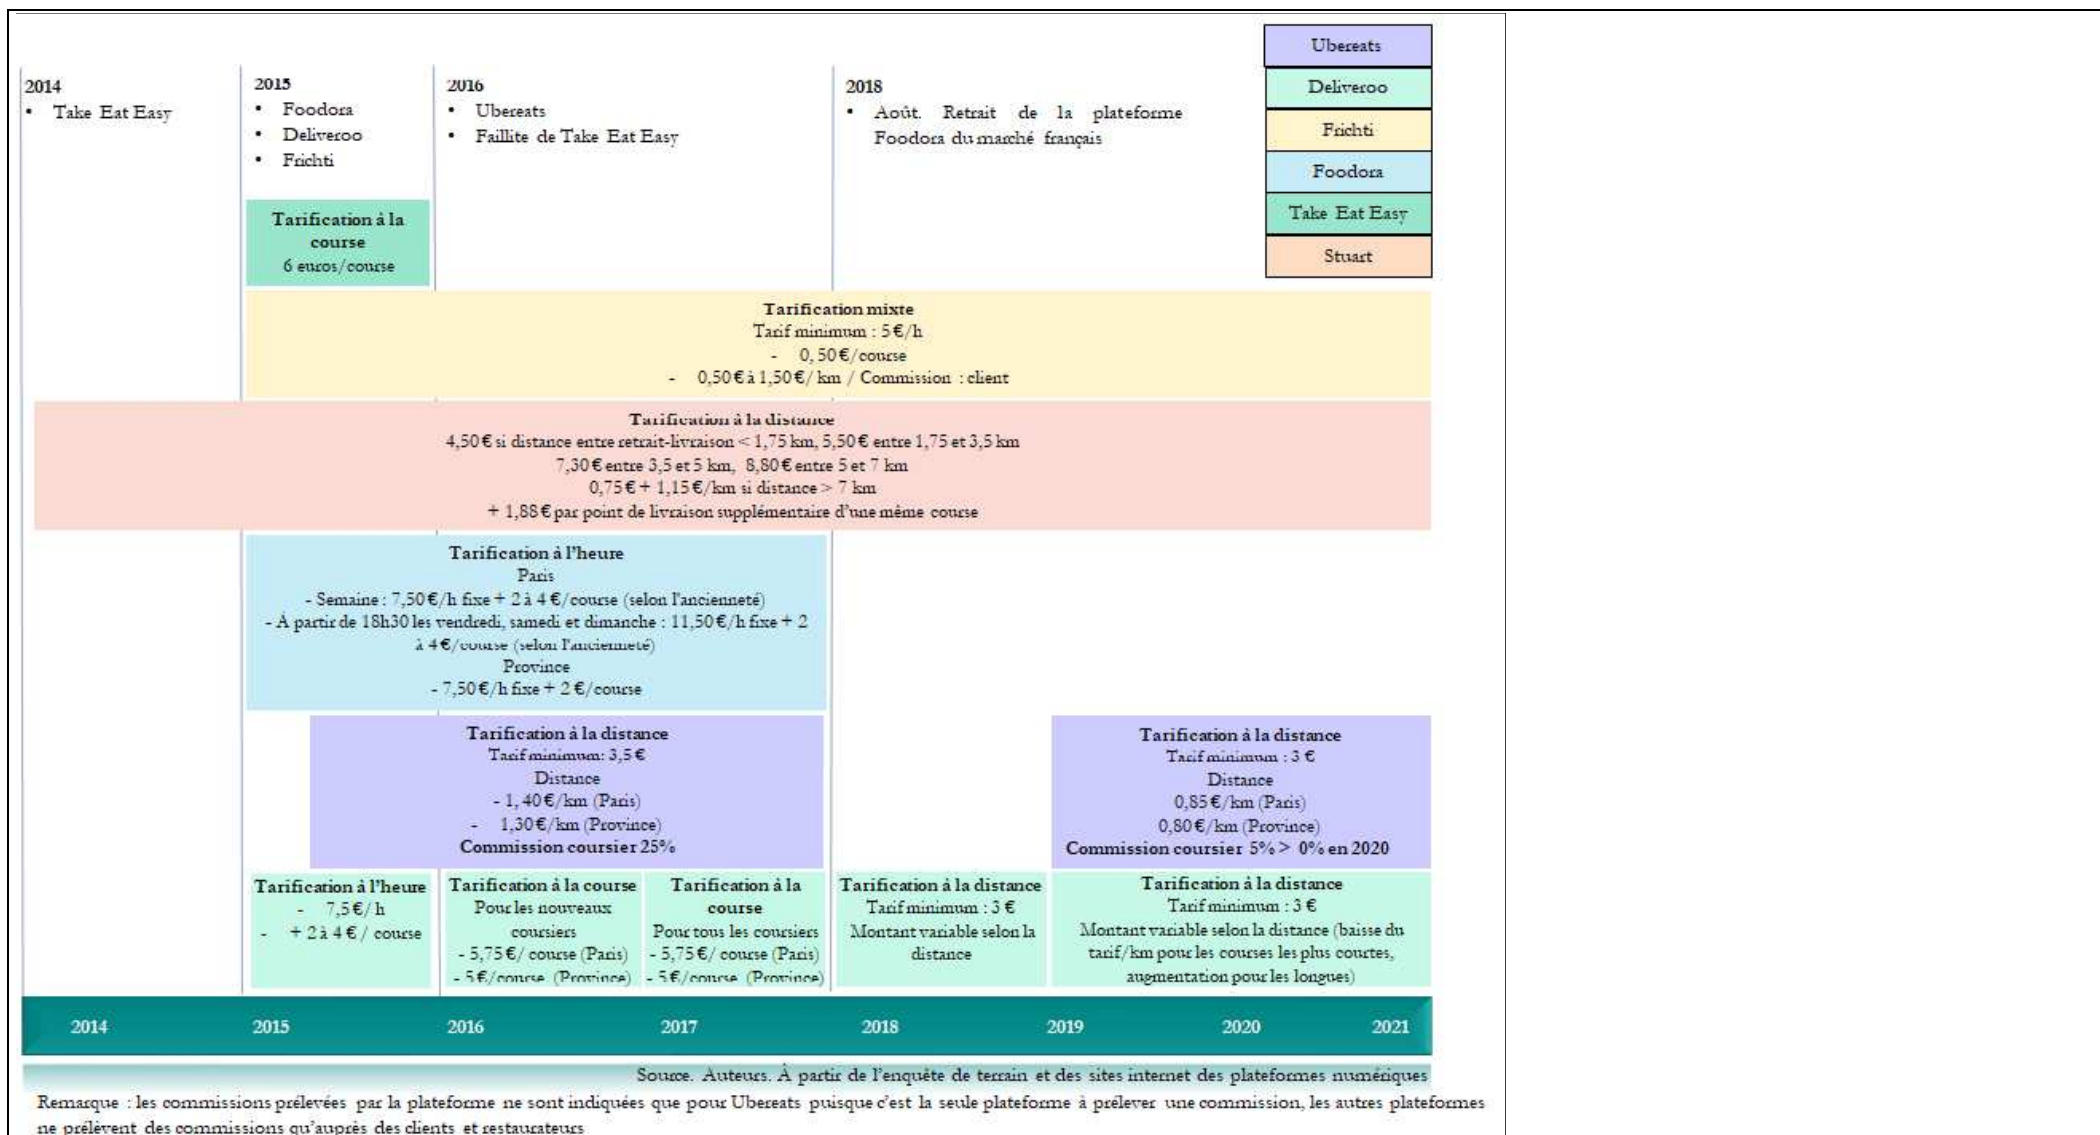 Ubereats
Deliveroo
Frichti
Foodora
Take Eat Easy
Stuart
2014
• Take Eat Easy
2015
• Foodora
• Deliveroo
• Frichti
2016
• Ubereats
• Faillite de Take Eat Easy
2018
• Août. Retrait de la plateforme
Foodora du marché français
Tarification à la
course
6 euros/course
Tarification mixte
Tarif minimum : 5€/h
- 0, 50€/course
- 0,50€ à 1,50€/ km / Commission : client
Tarification à la distance
4,50€ si distance entre retrait-livraison < 1,75 km, 5,50€ entre 1,75 et 3,5 km
7,30€ entre 3,5 et 5 km, 8,80€ entre 5 et 7 km
0,75€ + 1,15€/km si distance > 7 km
+ 1,88€ par point de livraison supplémentaire d'une même course
Tarification à l'heure
Paris
- Semaine : 7,50€/h fixe + 2 à 4€/course (selon l'ancienneté)
- À partir de 18h30 les vendredi, samedi et dimanche : 11,50€/h fixe + 2
à 4€/course (selon l'ancienneté)
Province
- 7,50€/h fixe + 2€/course
Tarification à la distance
Tarif minimum: 3,5€
Distance
- 1, 40€/km (Paris)
- 1,30€/km (Province)
Commission coursier 25%
Tarification à la distance
Tarif minimum : 3 €
Distance
0,85€/km (Paris)
0,80€/km (Province)
Commission coursier 5% > 0% en 2020
Tarification à l'heure
- 7,5€/ h
- + 2 à 4€ / course
Tarification à la course
Pour les nouveaux
coursiers
- 5,75€/ course (Paris)
- 5€/course (Province)
Tarification à la
course
Pour tous les coursiers
- 5,75€/ course (Paris)
- 5€/course (Province)
Tarification à la distance
Tarif minimum : 3 €
Montant variable selon la
distance
Tarification à la distance
Tarif minimum : 3€
Montant variable selon la distance (baisse du
tarif/km pour les courses les plus courtes,
augmentation pour les longues)
2014 2015 2016 2017 2018 2019 2020 2021
Source. Auteurs. À partir de l'enquête de terrain et des sites internet des plateformes numériques
Remarque : les commissions prélevées par la plateforme ne sont indiquées que pour Ubereats puisque c'est la seule plateforme à prélever une commission, les autres plateformes
ne prélèvent des commissions qu'auprès des clients et restaurateurs